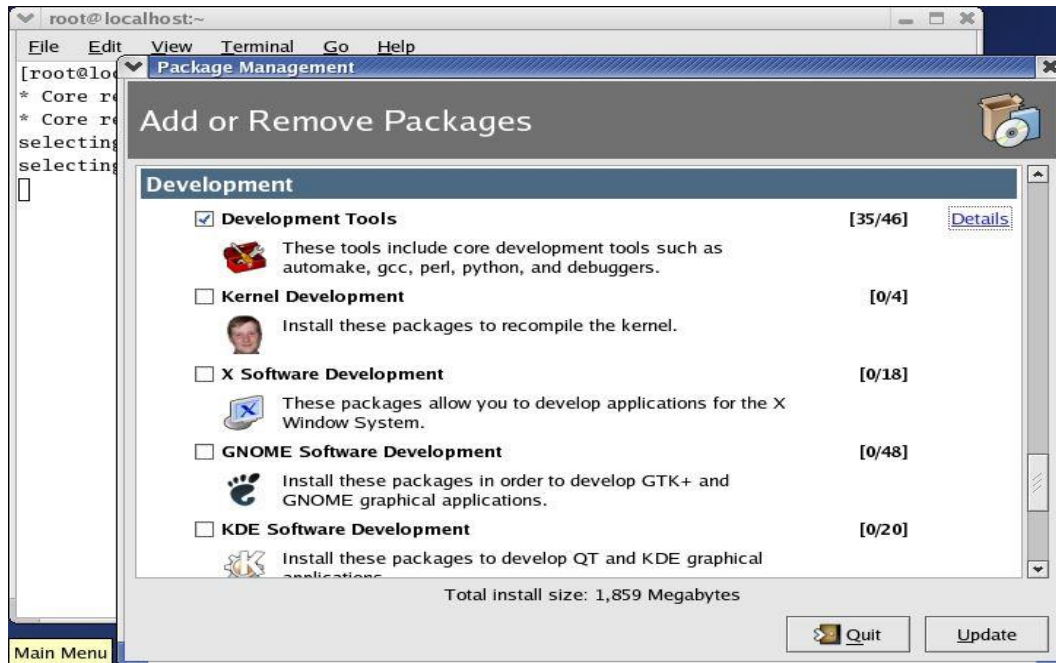 root@localhost:~
File Edit View Terminal Go Help
[root@loc
* Core re
* Core re
selecting
selecting
Package Management
Add or Remove Packages
Development
Development Tools [35/46] Details
These tools include core development tools such as
automake, gcc, perl, python, and debuggers.
Kernel Development [0/4]
Install these packages to recompile the kernel.
X Software Development [0/18]
These packages allow you to develop applications for the X
Window System.
GNOME Software Development [0/48]
Install these packages in order to develop GTK+ and
GNOME graphical applications.
KDE Software Development [0/20]
Install these packages to develop QT and KDE graphical
applications.
Total install size: 1,859 Megabytes
Quit Update
Main Menu